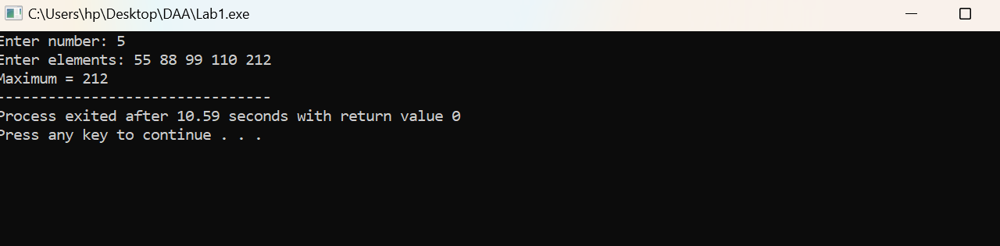 C:\Users\hp\Desktop\DAA\Lab1.exe
Enter number: 5
Enter elements: 55 88 99 110 212
Maximum = 212
--------------------------------
Process exited after 10.59 seconds with return value 0
Press any key to continue . . .